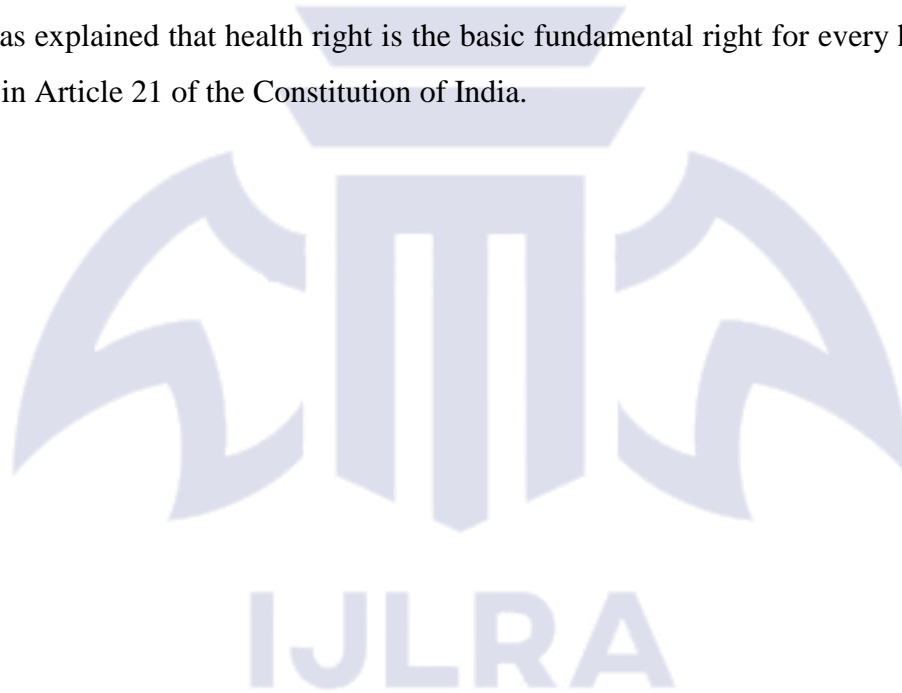 as explained that health right is the basic fundamental right for every
in Article 21 of the Constitution of India.
IJLRA